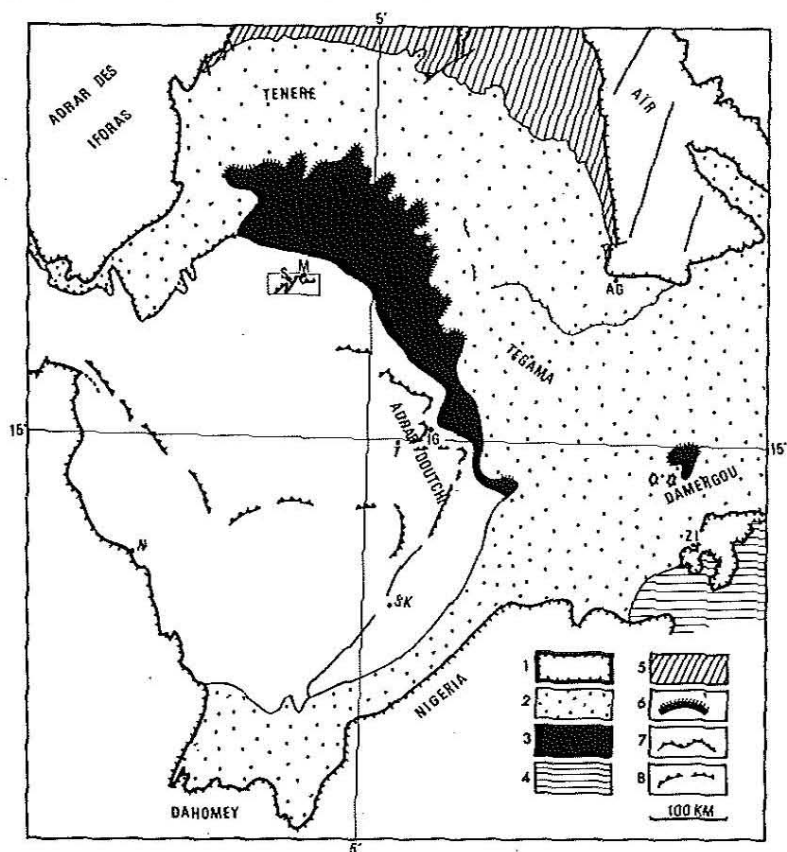 5'
ADRAR DES
IFORAS
TENERE
AÏR
S
M
AG
TEGAMA
15'
ADRAR DOUTCHI
IG
i
15'
DAMERGOU
ZI
N
SK
NIGERIA
DAHOMEY
1
2
3
4
5
6
7
8
100 KM
5'